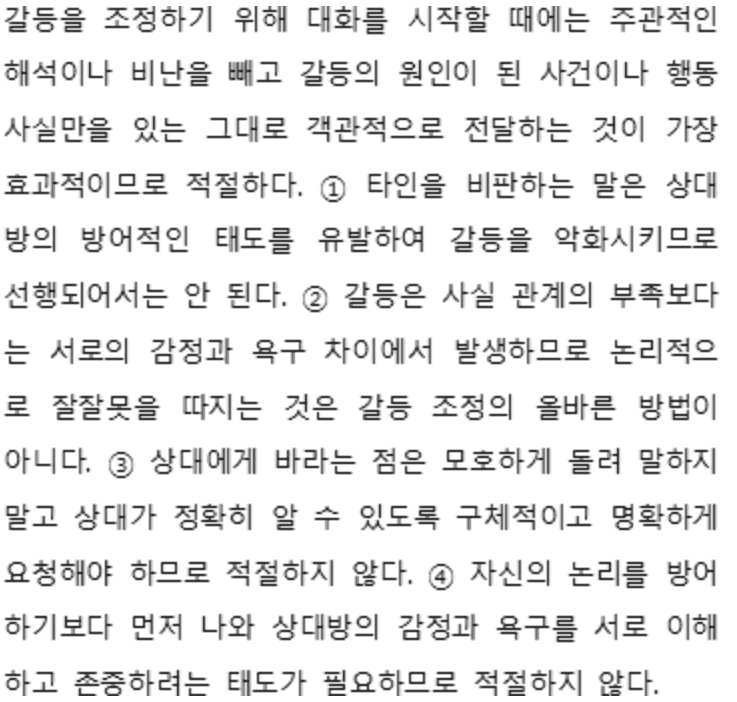 갈등을 조정하기 위해 대화를 시작할 때에는 주관적인
해석이나 비난을 빼고 갈등의 원인이 된 사건이나 행동
사실만을 있는 그대로 객관적으로 전달하는 것이 가장
효과적이므로 적절하다. ① 타인을 비판하는 말은 상대
방의 방어적인 태도를 유발하여 갈등을 악화시키므로
선행되어서는 안 된다. ② 갈등은 사실 관계의 부족보다
는 서로의 감정과 욕구 차이에서 발생하므로 논리적으
로 잘잘못을 따지는 것은 갈등 조정의 올바른 방법이
아니다. ③ 상대에게 바라는 점은 모호하게 돌려 말하지
말고 상대가 정확히 알 수 있도록 구체적이고 명확하게
요청해야 하므로 적절하지 않다. ④ 자신의 논리를 방어
하기보다 먼저 나와 상대방의 감정과 욕구를 서로 이해
하고 존중하려는 태도가 필요하므로 적절하지 않다.